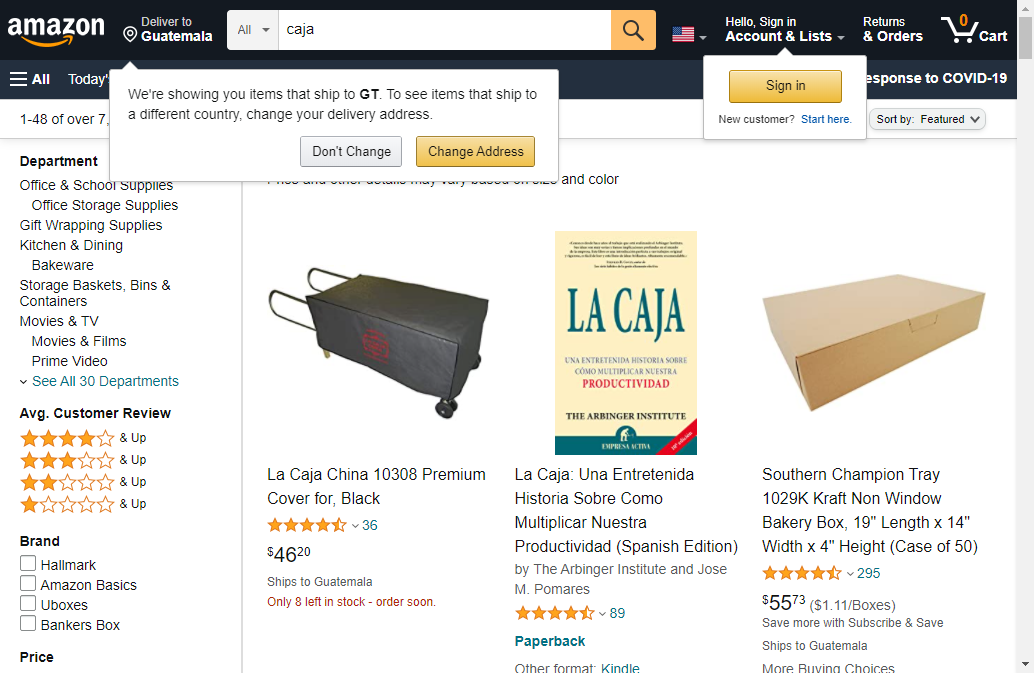 amazon
Deliver to
Guatemala
All
caja
Hello, Sign in
Account & Lists
Returns
& Orders
0
Cart
All
Today'
esponse to COVID-19
We're showing you items that ship to GT. To see items that ship to
a different country, change your delivery address.
Don't Change
Change Address
Sign in
New customer? Start here.
1-48 of over 7,
Sort by: Featured
Price and other details may vary based on size and color
Department
Office & School Supplies
Office Storage Supplies
Gift Wrapping Supplies
Kitchen & Dining
Bakeware
Storage Baskets, Bins &
Containers
Movies & TV
Movies & Films
Prime Video
See All 30 Departments
Avg. Customer Review
& Up
& Up
& Up
& Up
Brand
Hallmark
Amazon Basics
Uboxes
Bankers Box
Price
La Caja China 10308 Premium
Cover for, Black
36
$4620
Ships to Guatemala
Only 8 left in stock - order soon.
LA CAJA
UNA ENTRETENIDA HISTORIA SOBRE
CÓMO MULTIPLICAR NUESTRA
PRODUCTIVIDAD
THE ARBINGER INSTITUTE
EMPRESA ACTIVA
La Caja: Una Entretenida
Historia Sobre Como
Multiplicar Nuestra
Productividad (Spanish Edition)
by The Arbinger Institute and Jose
M. Pomares
89
Paperback
Other format: Kindle
Southern Champion Tray
1029K Kraft Non Window
Bakery Box, 19" Length x 14"
Width x 4" Height (Case of 50)
295
$5573 ($1.11/Boxes)
Save more with Subscribe & Save
Ships to Guatemala
More Buying Choices